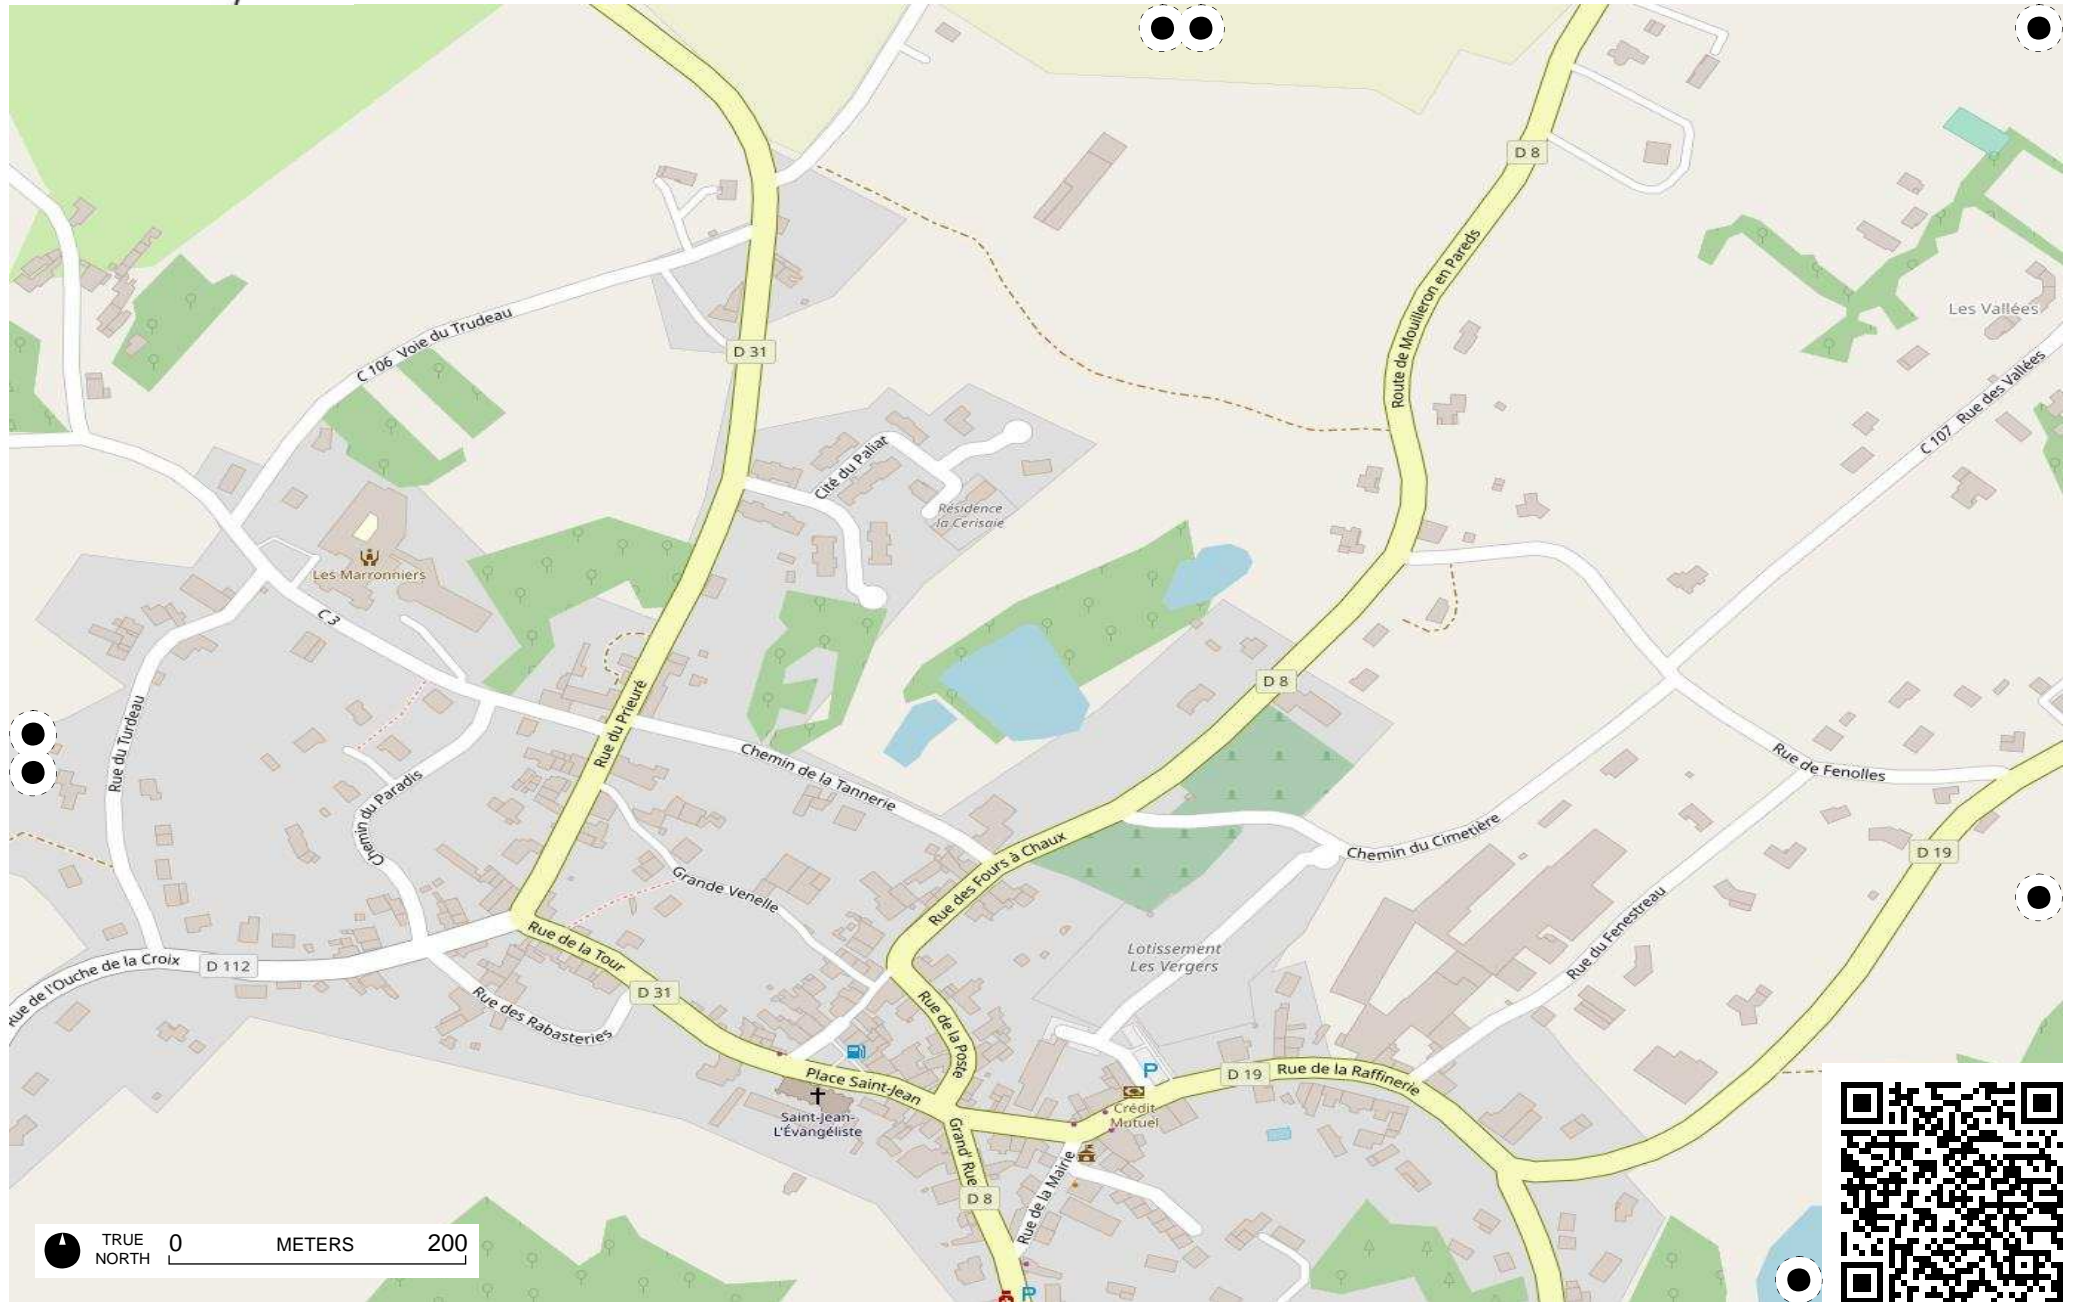 D 8
Route de Mouilleron en Pareds
Les Vallées
C 106 Voie du Trudeau
D 31
C 107 Rue des Vallées
Cité du Paliat
Résidence
la Cerisaie
Les Marronniers
C 3
D 8
Rue du Prieuré
Rue du Turdeau
Chemin de la Tannerie
Rue de Fenolles
Chemin du Paradis
Rue des Fours à Chaux
Chemin du Cimetière
D 19
Grande Venelle
Rue du Fenestreau
Rue de la Tour
Lotissement
Les Vergers
Rue de l'Ouche de la Croix
D 112
D 31
Rue des Rabasteries
Rue de la Poste
Place Saint-Jean
P
D 19
Rue de la Raffinerie
Crédit
Mutuel
Saint-Jean-
L'Évangéliste
Grand' Rue
D 8
Rue de la Mairie
P
TRUE
NORTH
0 METERS 200